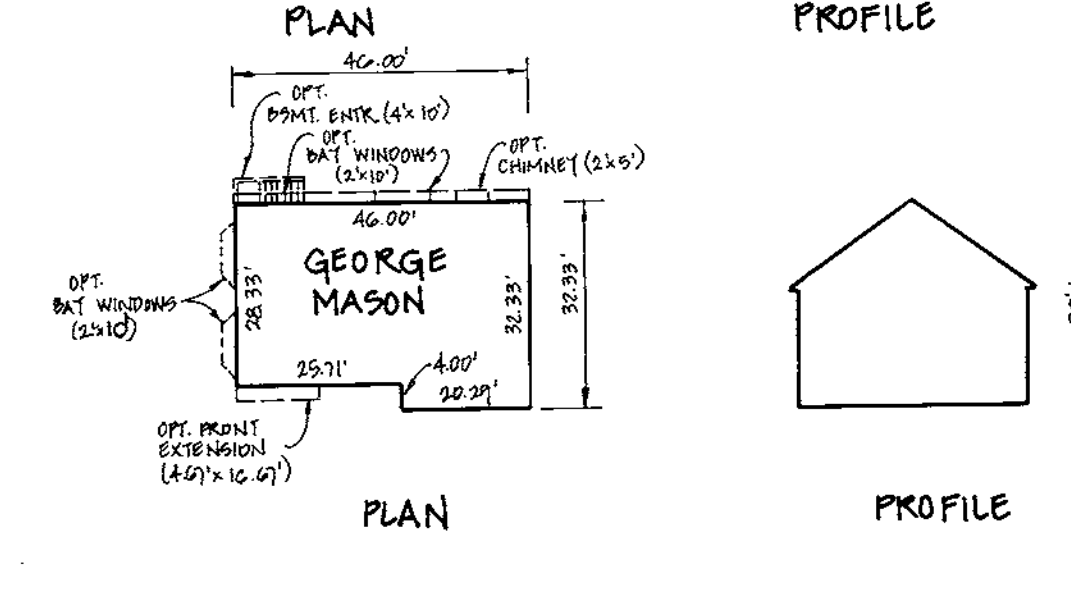 PLAN
PROFILE
46.00'
OPT.
BSMT. ENTR. (4'x 10')
OPT.
BAY WINDOWS
(2'x10')
OPT.
CHIMNEY (2'x5')
46.00'
GEORGE
MASON
28.33'
32.33'
32.33'
OPT.
BAY WINDOWS
(2'x10')
25.71'
4.00'
20.29'
OPT. FRONT
EXTENSION
(4.67'x 16.67')
PLAN
PROFILE